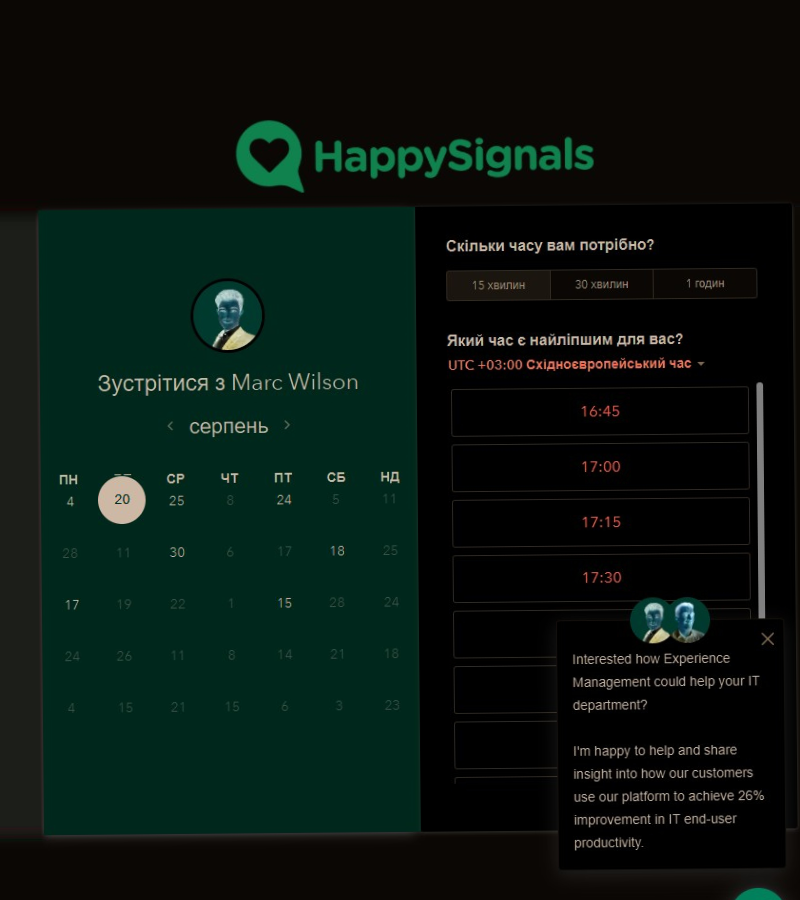 HappySignals
Зустрітися з Marc Wilson
серпень
ПН СР ЧТ ПТ СБ НД
4 20 25 8 24 5 11
28 11 30 6 17 18 25
17 19 22 1 15 28 24
24 26 11 8 14 21 18
4 15 21 15 6 3 23
Скільки часу вам потрібно?
15 хвилин 30 хвилин 1 годин
Який час є найліпшим для вас?
UTC +03:00 Східноєвропейський час
16:45
17:00
17:15
17:30
Interested how Experience
Management could help your IT
department?
I'm happy to help and share
insight into how our customers
use our platform to achieve 26%
improvement in IT end-user
productivity.